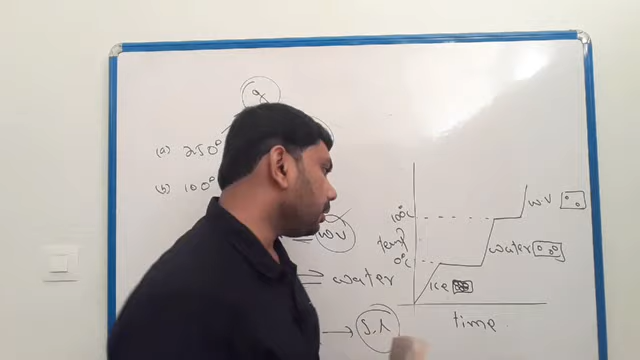 (a) 250°
(b) 100°
W.V
water
S.L
100°C
temp
0°C
W.V
water
Ice
time